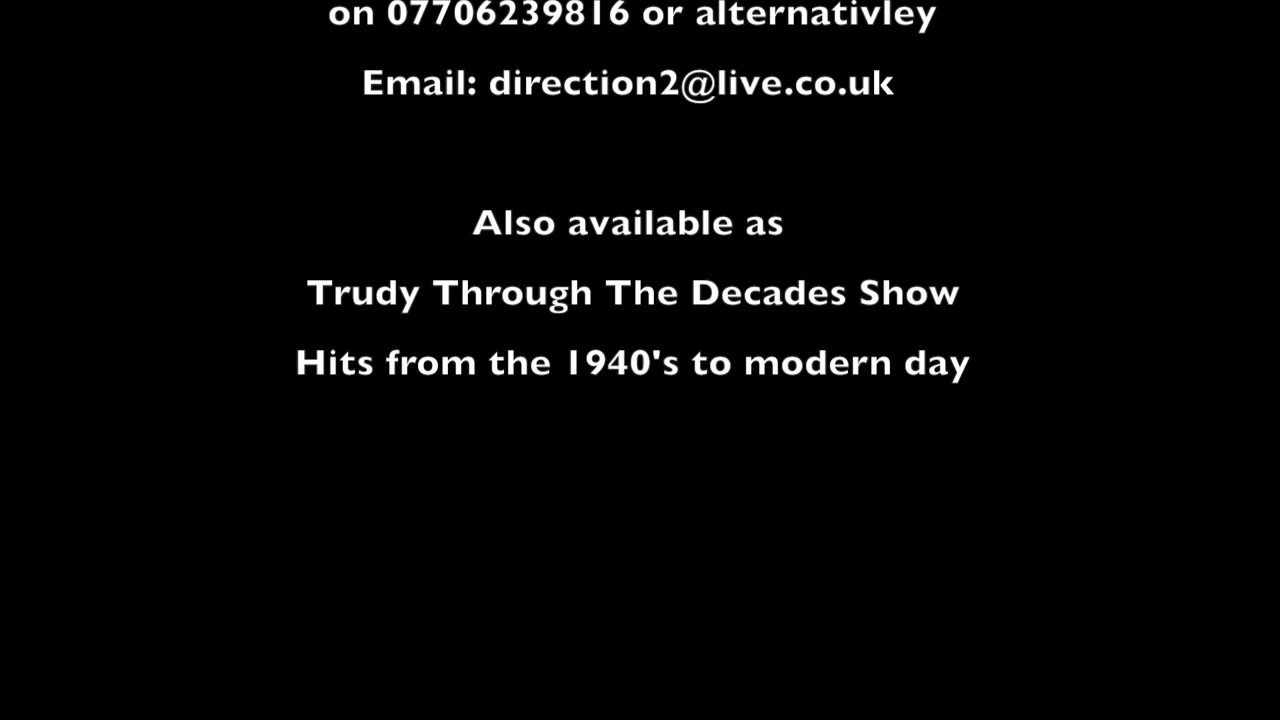 on 07706239816 or alternativley
Email: direction2@live.co.uk
Also available as
Trudy Through The Decades Show
Hits from the 1940's to modern day